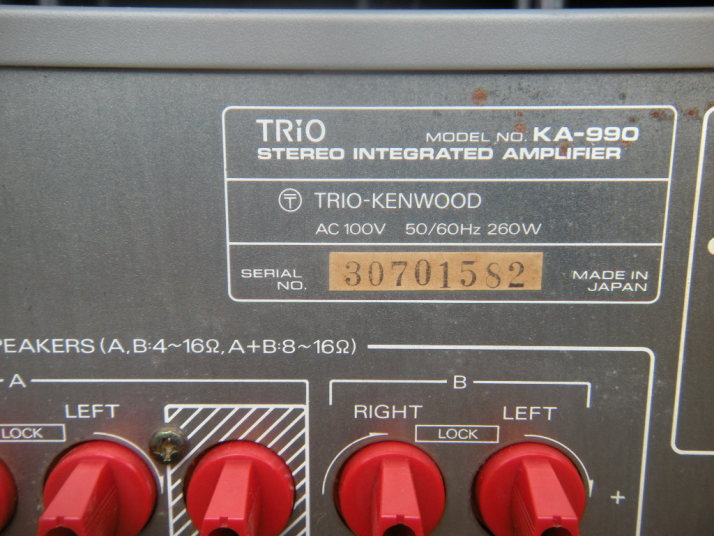 TRIO MODEL NO. KA-990
STEREO INTEGRATED AMPLIFIER
〒 TRIO-KENWOOD
AC 100V 50/60Hz 260W
SERIAL NO. 30701582 MADE IN JAPAN
PEAKERS (A,B:4~16Ω, A+B:8~16Ω)
A B
LEFT RIGHT LEFT
LOCK LOCK
+